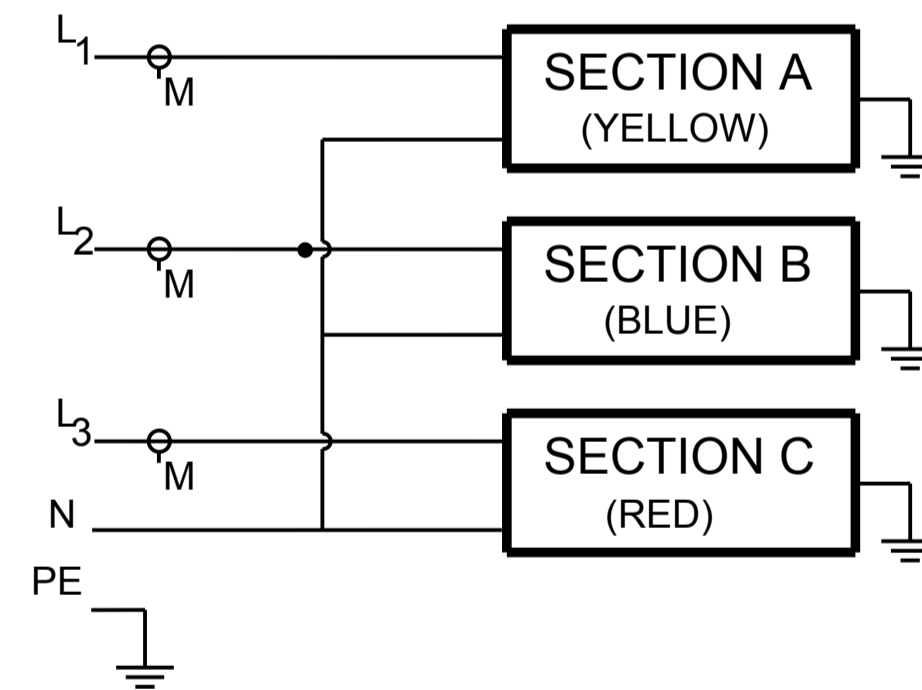 L1
M
SECTION A
(YELLOW)
L2
M
SECTION B
(BLUE)
L3
M
SECTION C
(RED)
N
PE